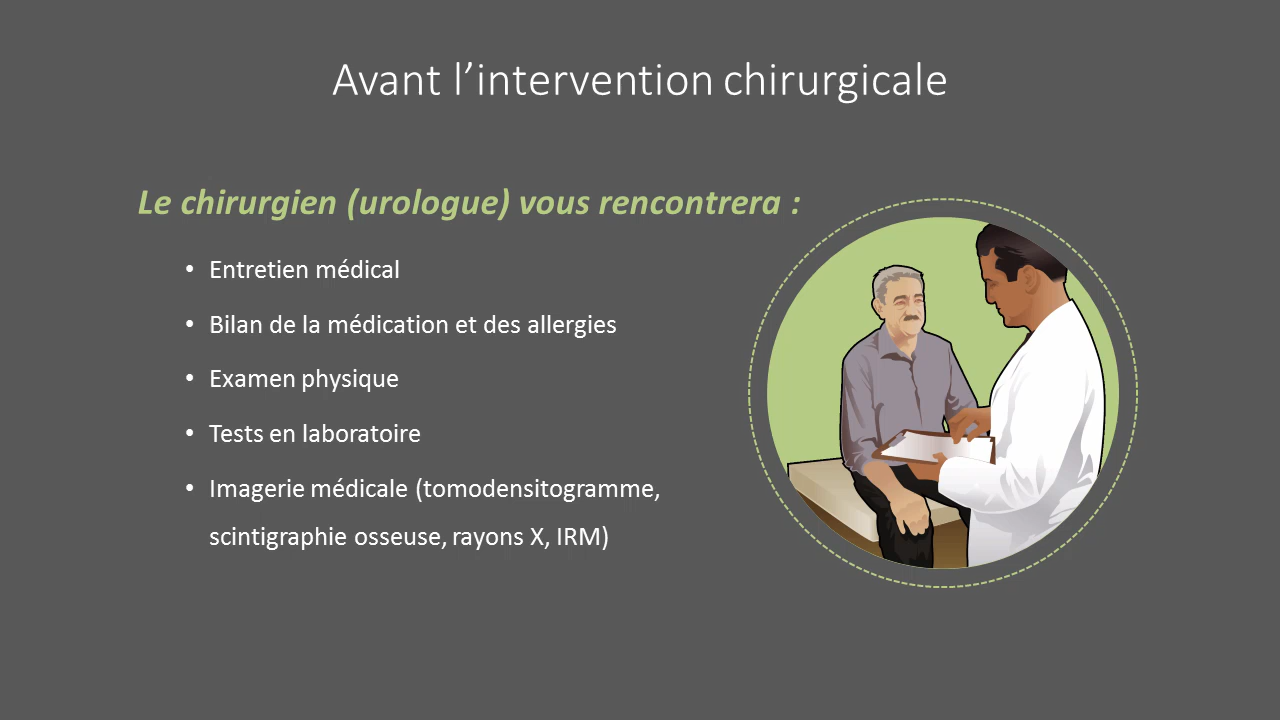 Avant l’intervention chirurgicale
Le chirurgien (urologue) vous rencontrera :
• Entretien médical
• Bilan de la médication et des allergies
• Examen physique
• Tests en laboratoire
• Imagerie médicale (tomodensitogramme,
scintigraphie osseuse, rayons X, IRM)